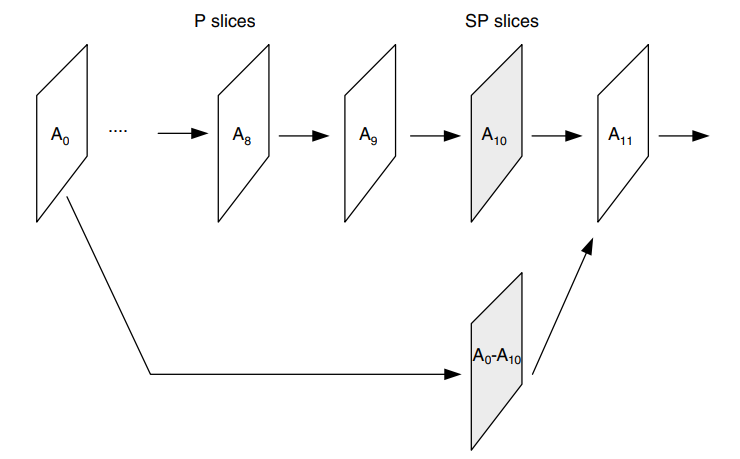 P slices SP slices
A0 .... A8 A9 A10 A11
A0-A10